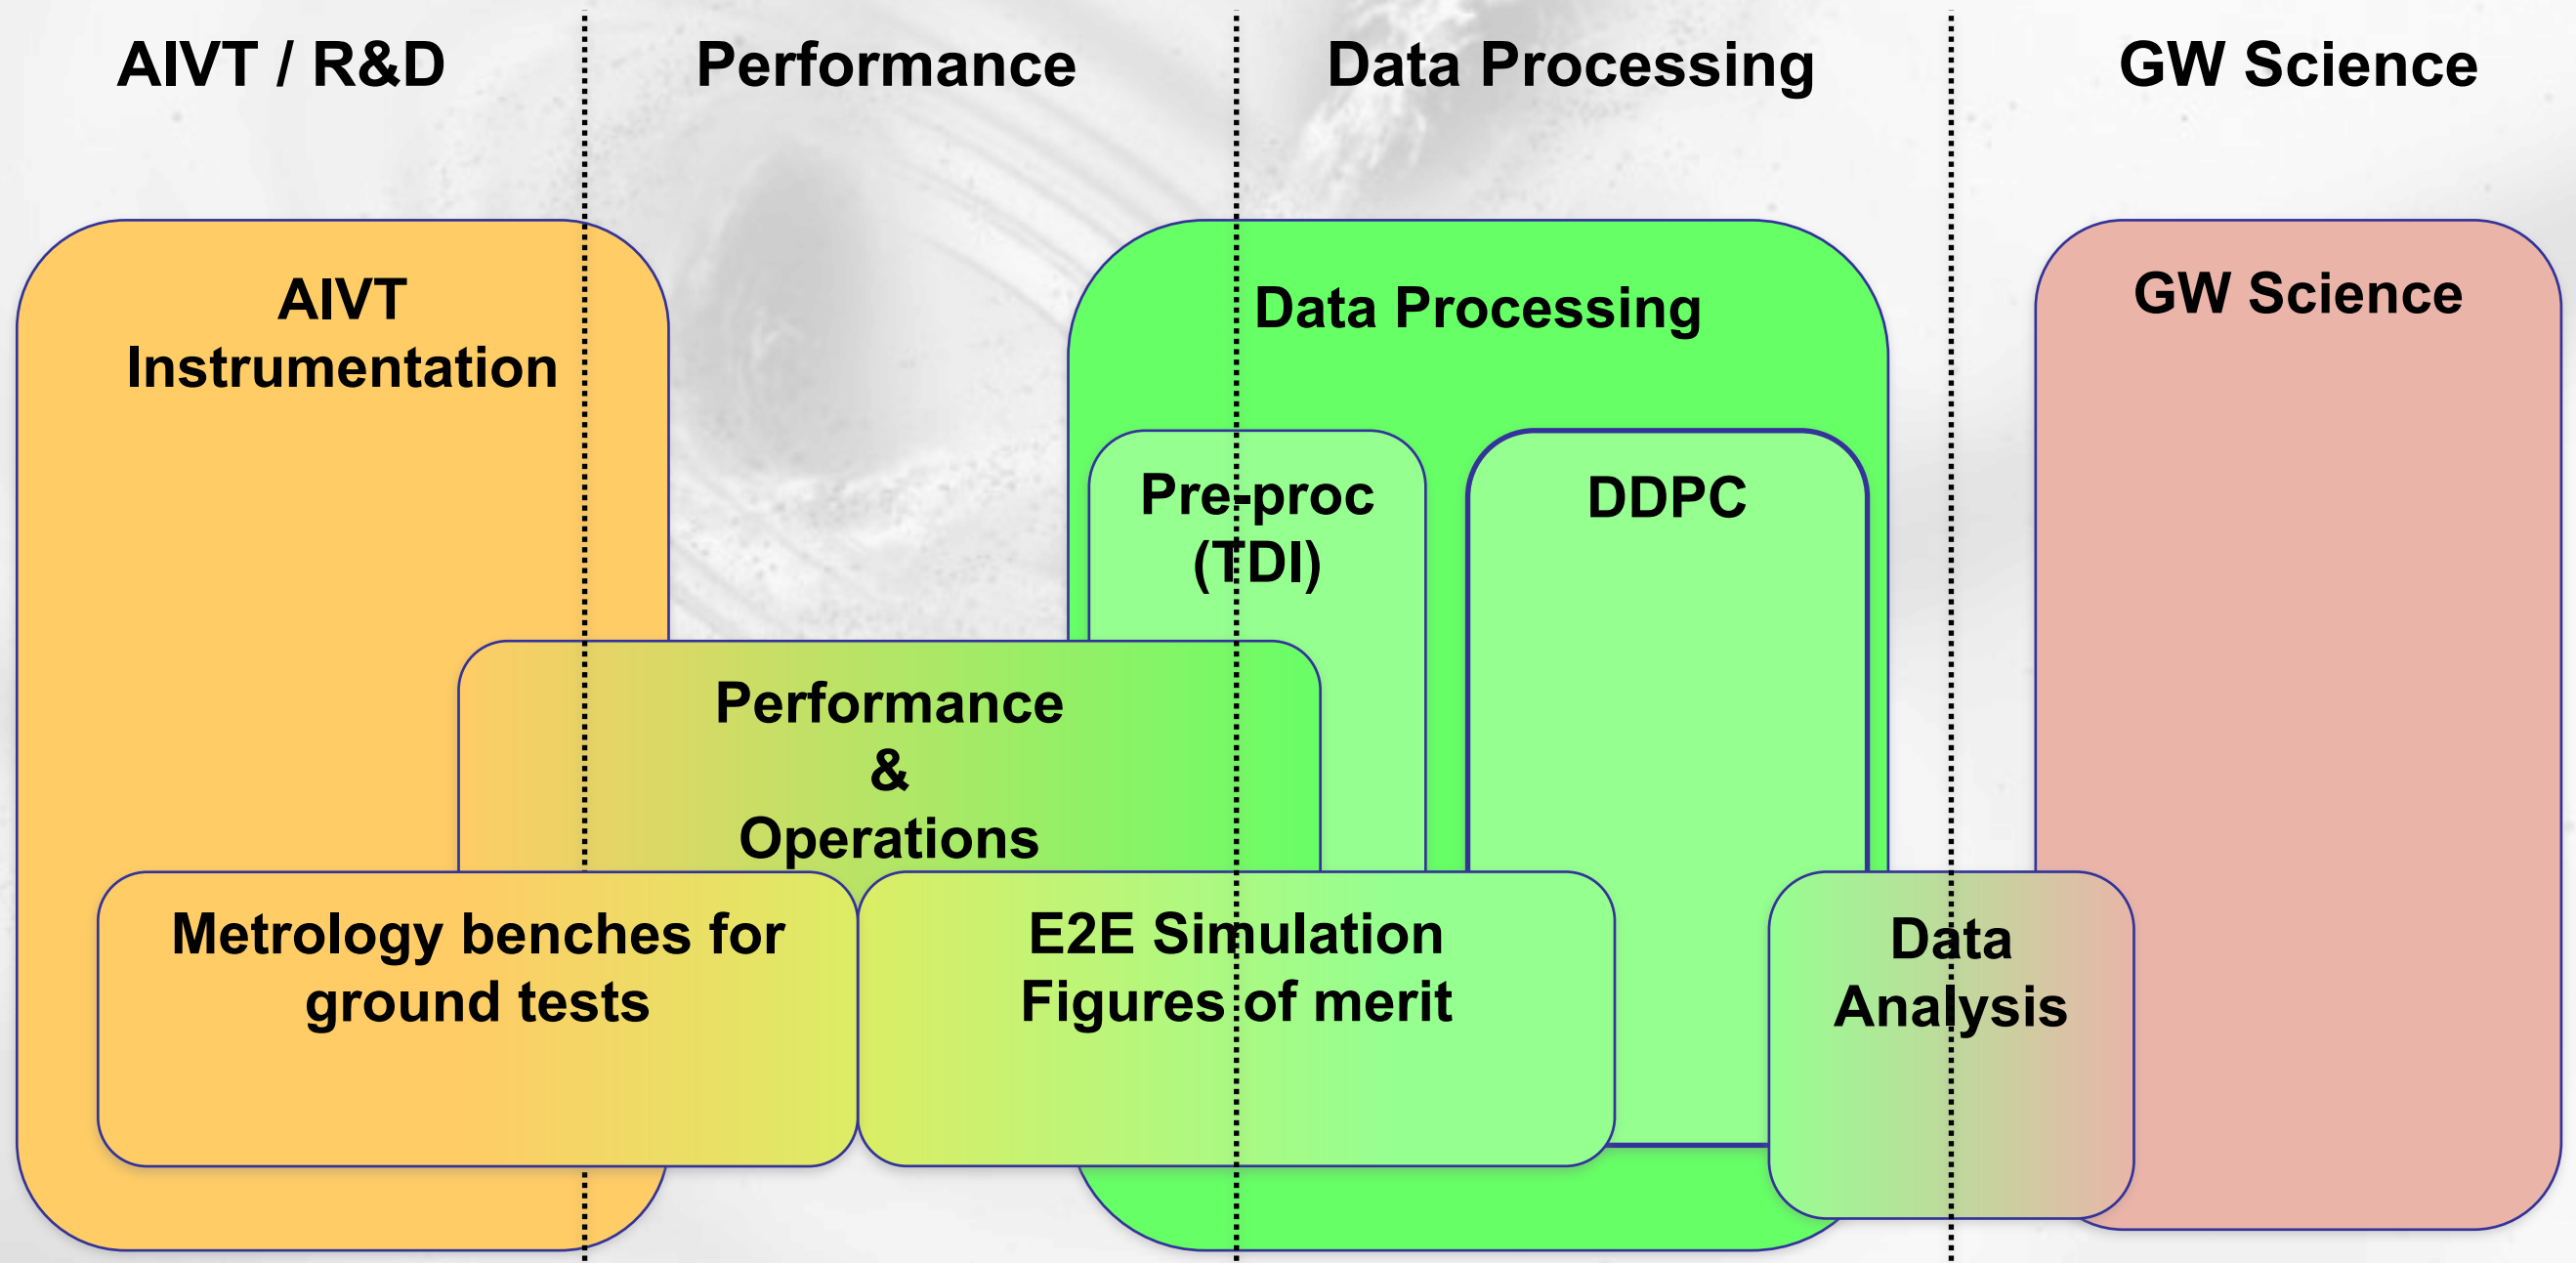 AIVT / R&D
Performance
Data Processing
GW Science
AIVT
Instrumentation
Data Processing
GW Science
Pre-proc
(TDI)
DDPC
Performance
&
Operations
Metrology benches for
ground tests
E2E Simulation
Figures of merit
Data
Analysis